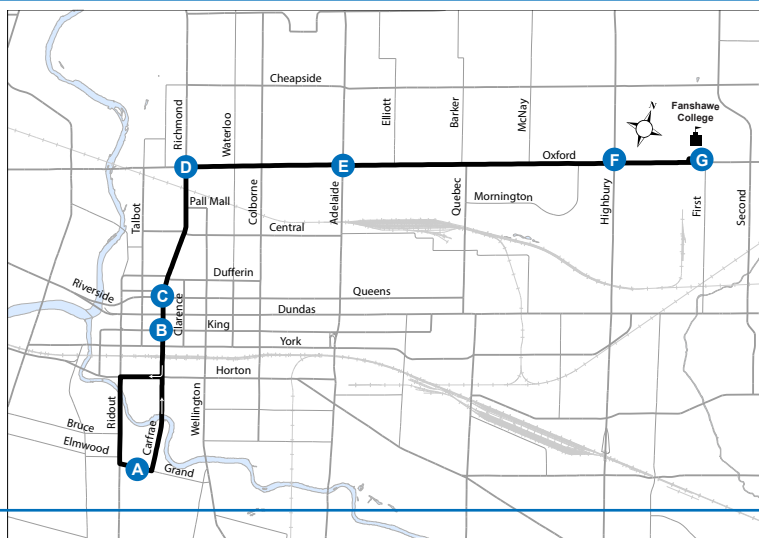 Cheapside
Richmond
Waterloo
Elliott
Barker
McNay
N
Fanshawe
College
D
E
Oxford
F
G
Talbot
Pall Mall
Colborne
Central
Adelaide
Quebec
Mornington
Highbury
First
Second
Dufferin
Riverside
C
Clarence
Queens
Dundas
B
King
York
Horton
Ridout
Wellington
Bruce
Elmwood
Carfrae
A
Grand